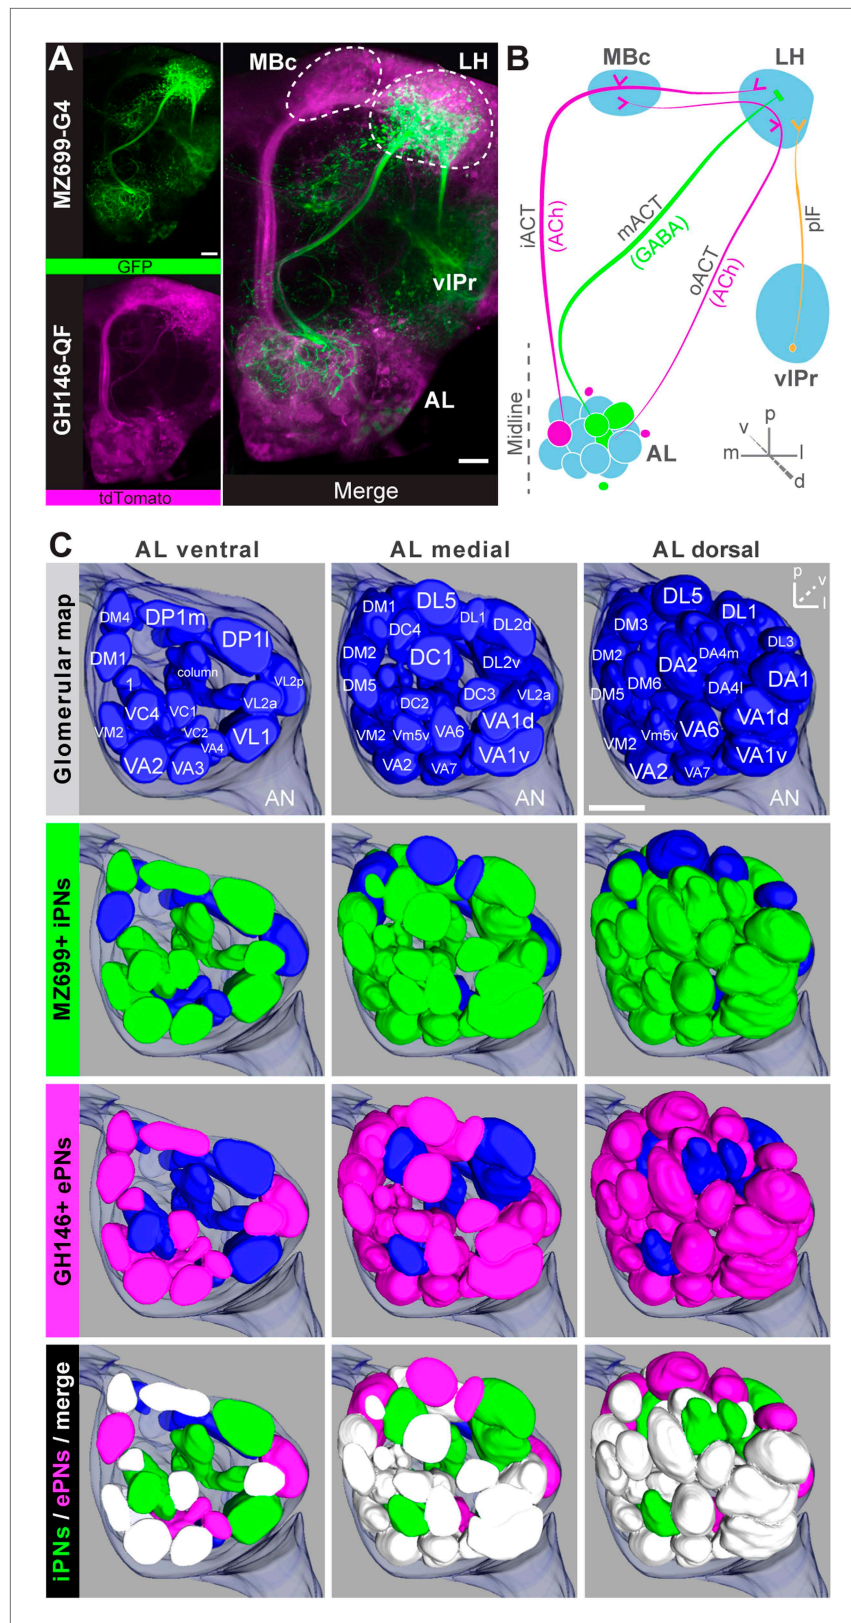 A
MZ699-G4
GFP
GH146-QF
tdTomato
MBc
LH
vlPr
AL
Merge
B
MBc
LH
iACT
(ACh)
mACT
(GABA)
oACT
(ACh)
plF
vlPr
Midline
AL
v
p
m
l
d
C
AL ventral
AL medial
AL dorsal
Glomerular map
DM4
DP1m
DP1l
DM1
column
VL2p
1
VL2a
VC4
VC1
VM2
VC2
VL1
VA4
VA2
VA3
AN
DM1
DL5
DL1
DL2d
DC4
DM2
DC1
DL2v
DM5
DC2
DC3
VL2a
VA1d
VM2
Vm5v
VA6
VA2
VA7
VA1v
AN
p
v
l
DL5
DM3
DL1
DL3
DM2
DA4m
DA2
DA1
DM5
DM6
DA4l
VA1d
VM2
Vm5v
VA6
VA1v
VA2
VA7
AN
MZ699+ iPNs
GH146+ ePNs
iPNs / ePNs / merge